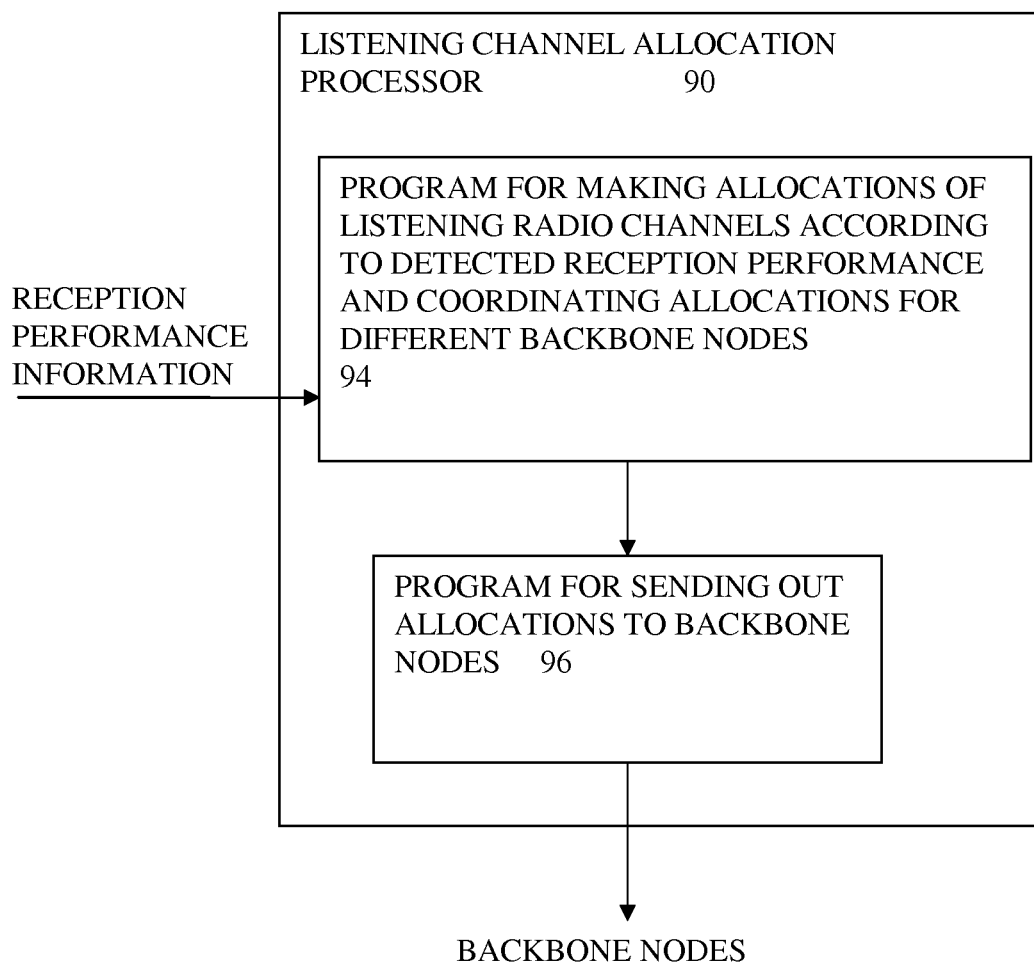 LISTENING CHANNEL ALLOCATION
PROCESSOR 90
PROGRAM FOR MAKING ALLOCATIONS OF
LISTENING RADIO CHANNELS ACCORDING
TO DETECTED RECEPTION PERFORMANCE
AND COORDINATING ALLOCATIONS FOR
DIFFERENT BACKBONE NODES
94
RECEPTION
PERFORMANCE
INFORMATION
PROGRAM FOR SENDING OUT
ALLOCATIONS TO BACKBONE
NODES 96
BACKBONE NODES